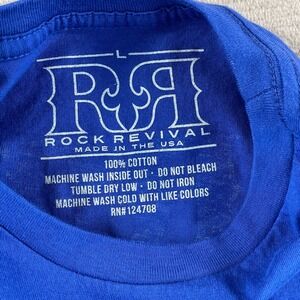 L
RR
ROCK REVIVAL
MADE IN THE USA
100% COTTON
MACHINE WASH INSIDE OUT • DO NOT BLEACH
TUMBLE DRY LOW • DO NOT IRON
MACHINE WASH COLD WITH LIKE COLORS
RN#124708